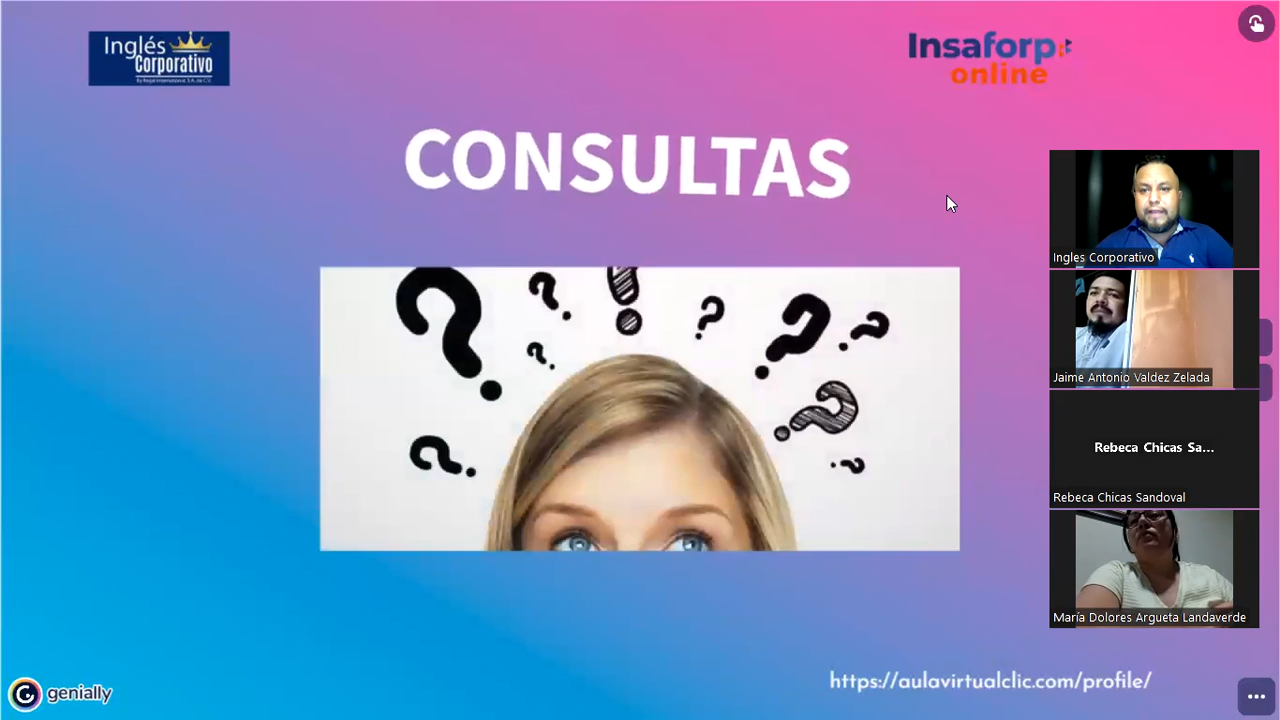 Inglés
Corporativo
Insaforp
online
CONSULTAS
Ingles Corporativo
Jaime Antonio Valdez Zelada
Rebeca Chicas Sa...
Rebeca Chicas Sandoval
María Dolores Argueta Landaverde
genially
https://aulavirtualclic.com/profile/